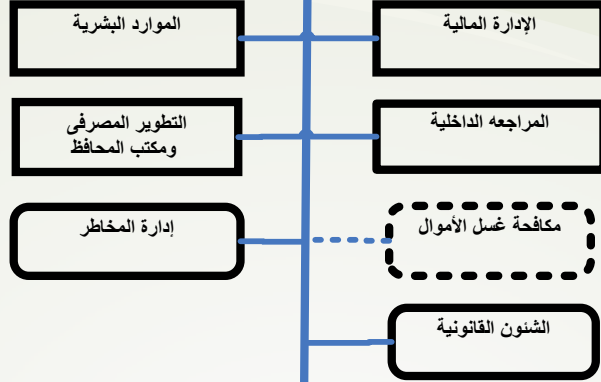 الإدارة المالية
الموارد البشرية
المراجعه الداخلية
التطوير المصرفى
ومكتب المحافظ
مكافحة غسل الأموال
إدارة المخاطر
الشئون القانونية